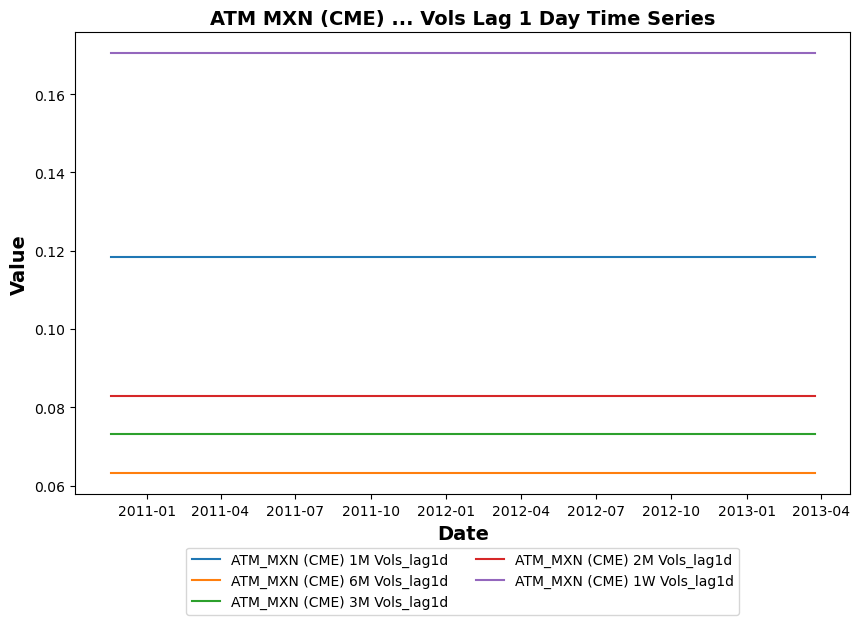 ATM MXN (CME) ... Vols Lag 1 Day Time Series
Value
0.16
0.14
0.12
0.10
0.08
0.06
2011-01 2011-04 2011-07 2011-10 2012-01 2012-04 2012-07 2012-10 2013-01 2013-04
Date
ATM_MXN (CME) 1M Vols_lag1d
ATM_MXN (CME) 6M Vols_lag1d
ATM_MXN (CME) 3M Vols_lag1d
ATM_MXN (CME) 2M Vols_lag1d
ATM_MXN (CME) 1W Vols_lag1d